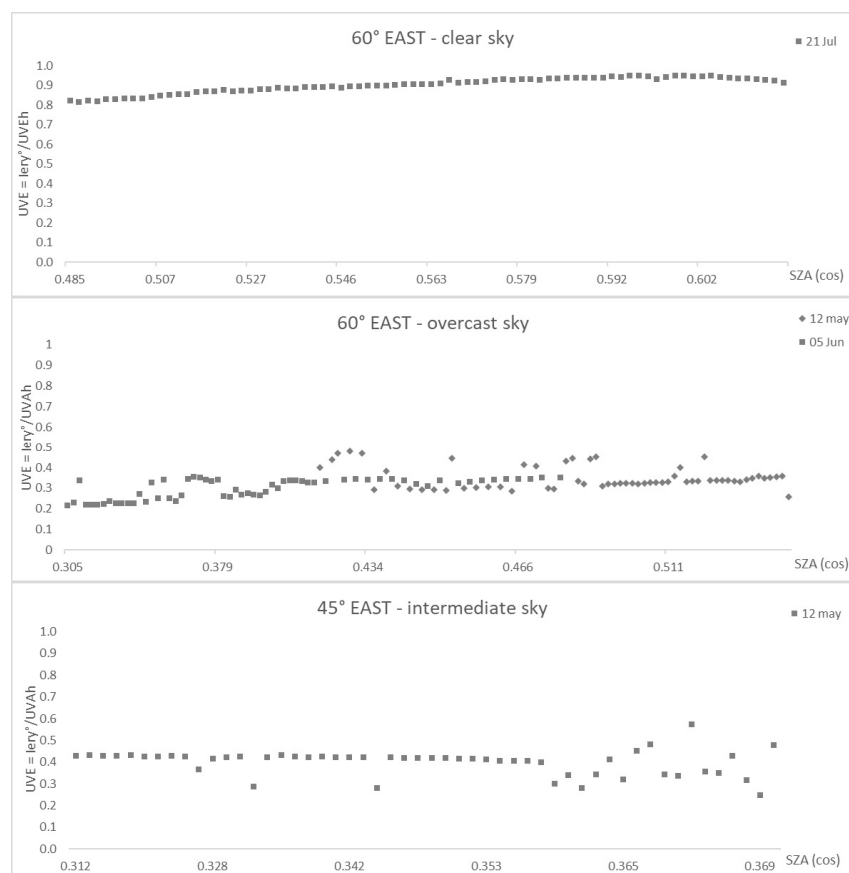 60° EAST - clear sky
21 Jul
UVE = Iery°/UVEh
1.0
0.9
0.8
0.7
0.6
0.5
0.4
0.3
0.2
0.1
0.0
0.485 0.507 0.527 0.546 0.563 0.579 0.592 0.602 SZA (cos)
60° EAST - overcast sky
12 may
05 Jun
UVE = Iery°/UVAh
1
0.9
0.8
0.7
0.6
0.5
0.4
0.3
0.2
0.1
0
0.305 0.379 0.434 0.466 0.511 SZA (cos)
45° EAST - intermediate sky
12 may
UVE = Iery°/UVAh
1.0
0.9
0.8
0.7
0.6
0.5
0.4
0.3
0.2
0.1
0.0
0.312 0.328 0.342 0.353 0.365 0.369 SZA (cos)